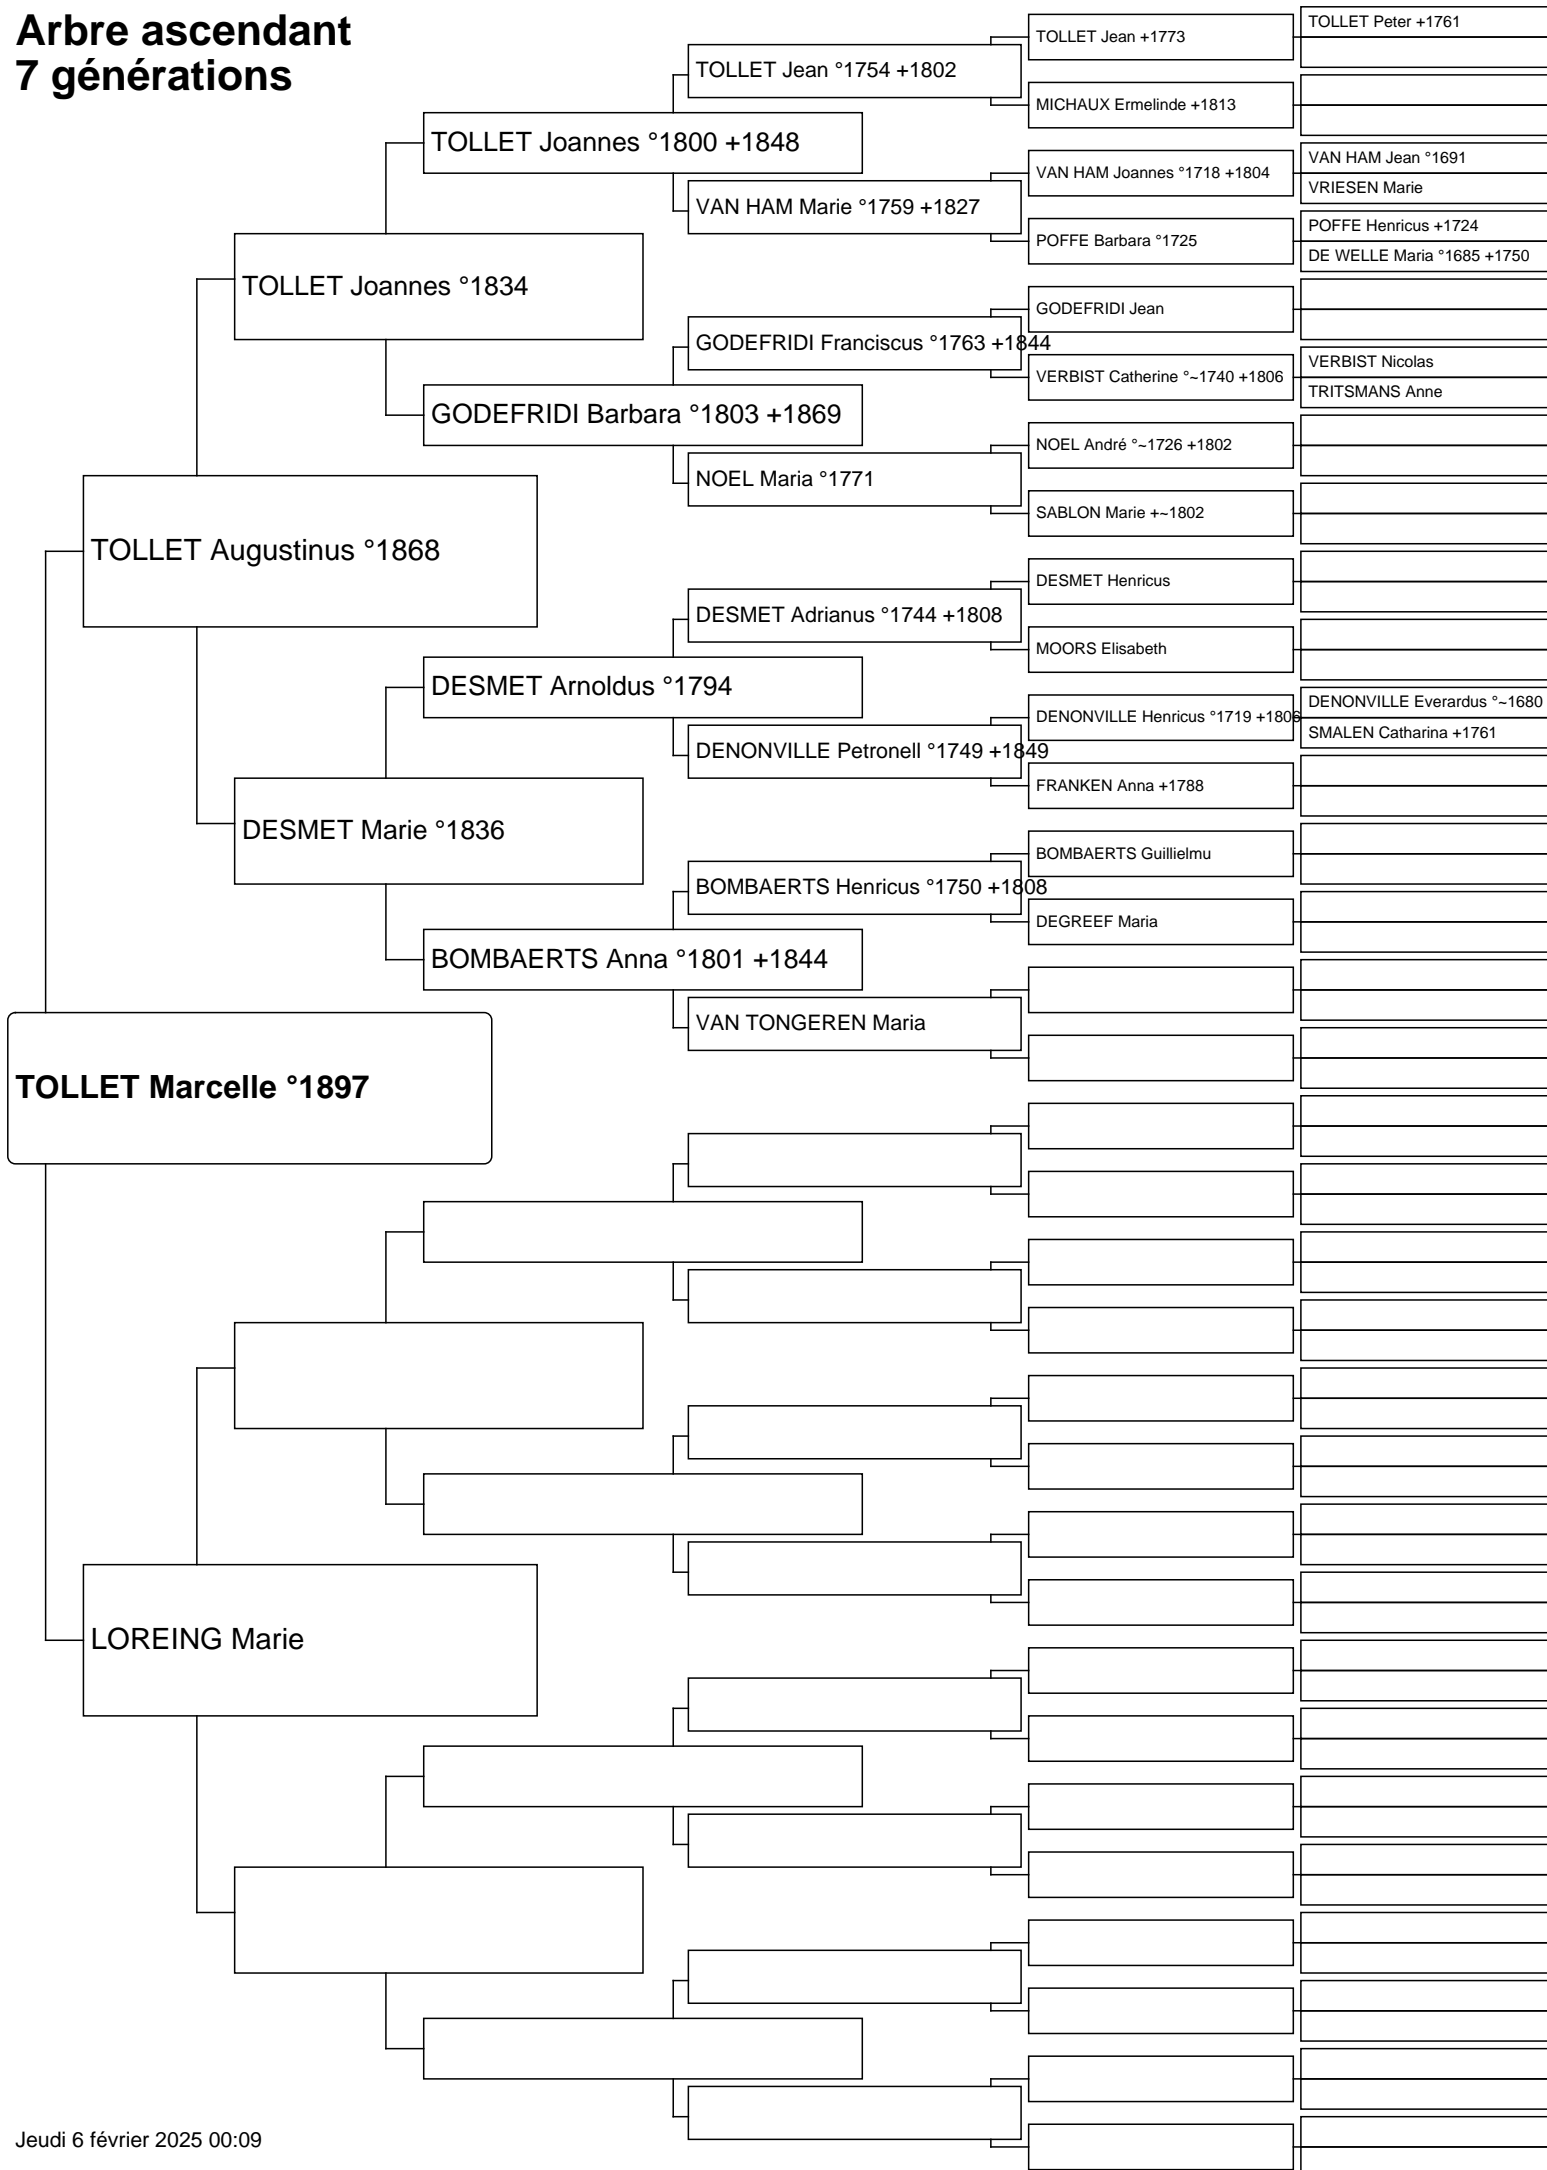 Arbre ascendant
7 générations
TOLLET Marcelle °1897
TOLLET Augustinus °1868
LOREING Marie
TOLLET Joannes °1834
DESMET Marie °1836
TOLLET Joannes °1800 +1848
GODEFRIDI Barbara °1803 +1869
DESMET Arnoldus °1794
BOMBAERTS Anna °1801 +1844
TOLLET Jean °1754 +1802
VAN HAM Marie °1759 +1827
GODEFRIDI Franciscus °1763 +1844
NOEL Maria °1771
DESMET Adrianus °1744 +1808
DENONVILLE Petronell °1749 +1849
BOMBAERTS Henricus °1750 +1808
VAN TONGEREN Maria
TOLLET Jean +1773
MICHAUX Ermelinde +1813
VAN HAM Joannes °1718 +1804
POFFE Barbara °1725
GODEFRIDI Jean
VERBIST Catherine °~1740 +1806
NOEL André °~1726 +1802
SABLON Marie +~1802
DESMET Henricus
MOORS Elisabeth
DENONVILLE Henricus °1719 +1806
FRANKEN Anna +1788
BOMBAERTS Guillielmu
DEGREEF Maria
TOLLET Peter +1761
VAN HAM Jean °1691
VRIESEN Marie
POFFE Henricus +1724
DE WELLE Maria °1685 +1750
VERBIST Nicolas
TRITSMANS Anne
DENONVILLE Everardus °~1680
SMALEN Catharina +1761
Jeudi 6 février 2025 00:09